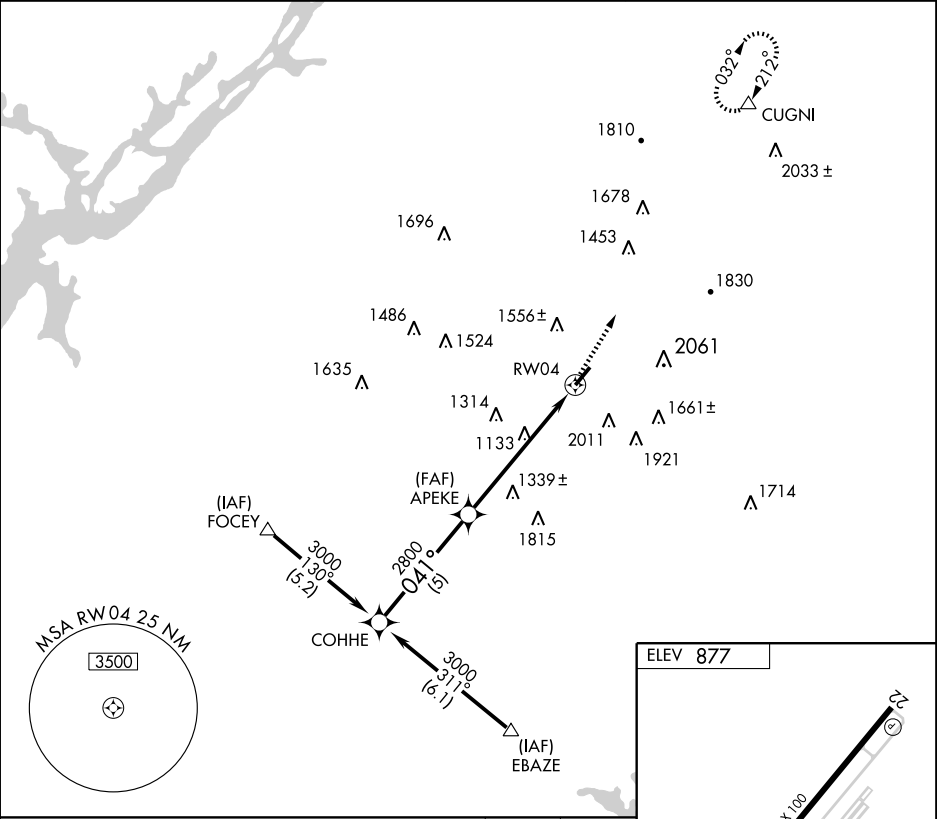 032°
212°
CUGNI
1810
2033 ±
1678
1696
1453
1830
1486
1556 ±
1524
2061
RW04
1635
1314
1661 ±
1133
2011
1921
(FAF)
APEKE
1339 ±
1714
1815
(IAF)
FOCEY
3000
130°
(5.2)
2800
041°
(5)
COHHE
3000
311°
(6.1)
(IAF)
EBAZE
MSA RW04 25 NM
3500
ELEV 877
22
P
X 100